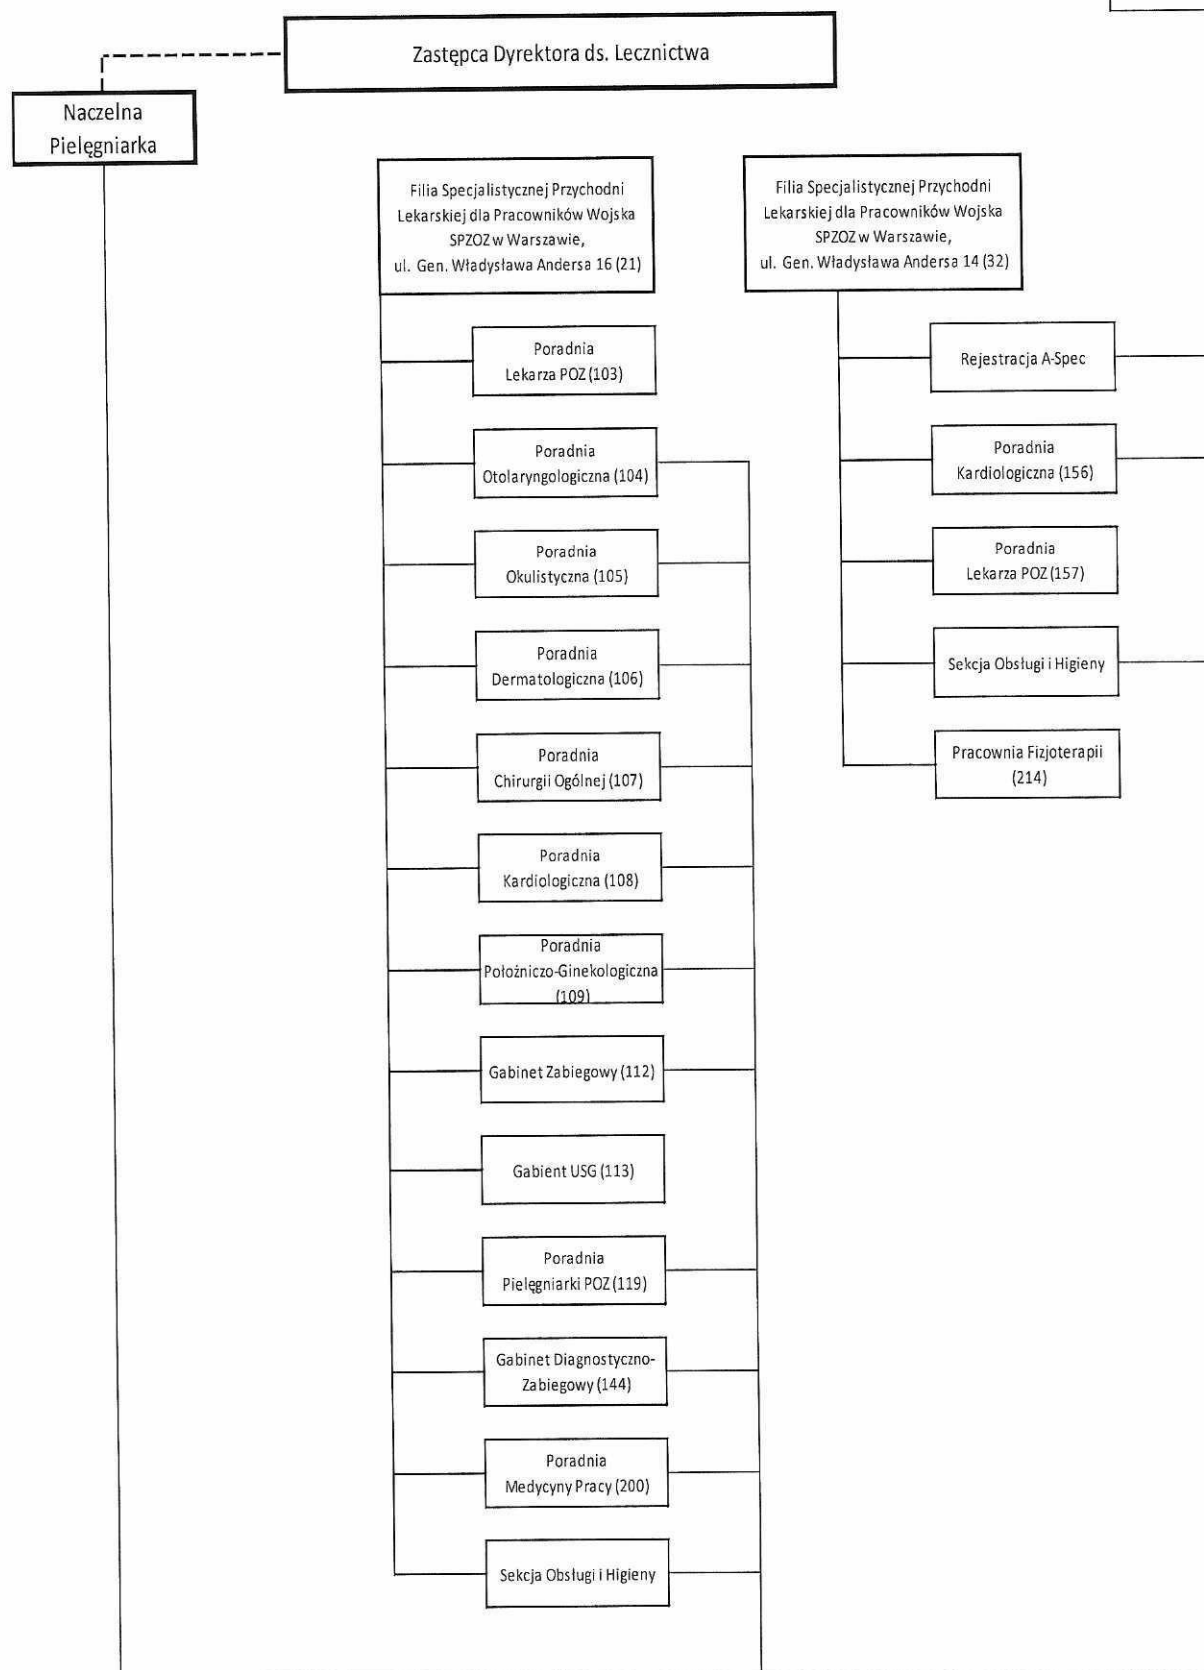 Zastępca Dyrektora ds. Lecznictwa
Naczelna
Pielęgniarka
Filia Specjalistycznej Przychodni
Lekarskiej dla Pracowników Wojska
SPZOZ w Warszawie,
ul. Gen. Władysława Andersa 16 (21)
Poradnia
Lekarza POZ (103)
Poradnia
Otolaryngologiczna (104)
Poradnia
Okulistyczna (105)
Poradnia
Dermatologiczna (106)
Poradnia
Chirurgii Ogólnej (107)
Poradnia
Kardiologiczna (108)
Poradnia
Położniczo-Ginekologiczna
(109)
Gabinet Zabiegowy (112)
Gabient USG (113)
Poradnia
Pielęgniarki POZ (119)
Gabinet Diagnostyczno-
Zabiegowy (144)
Poradnia
Medycyny Pracy (200)
Sekcja Obsługi i Higieny
Filia Specjalistycznej Przychodni
Lekarskiej dla Pracowników Wojska
SPZOZ w Warszawie,
ul. Gen. Władysława Andersa 14 (32)
Rejestracja A-Spec
Poradnia
Kardiologiczna (156)
Poradnia
Lekarza POZ (157)
Sekcja Obsługi i Higieny
Pracownia Fizjoterapii
(214)